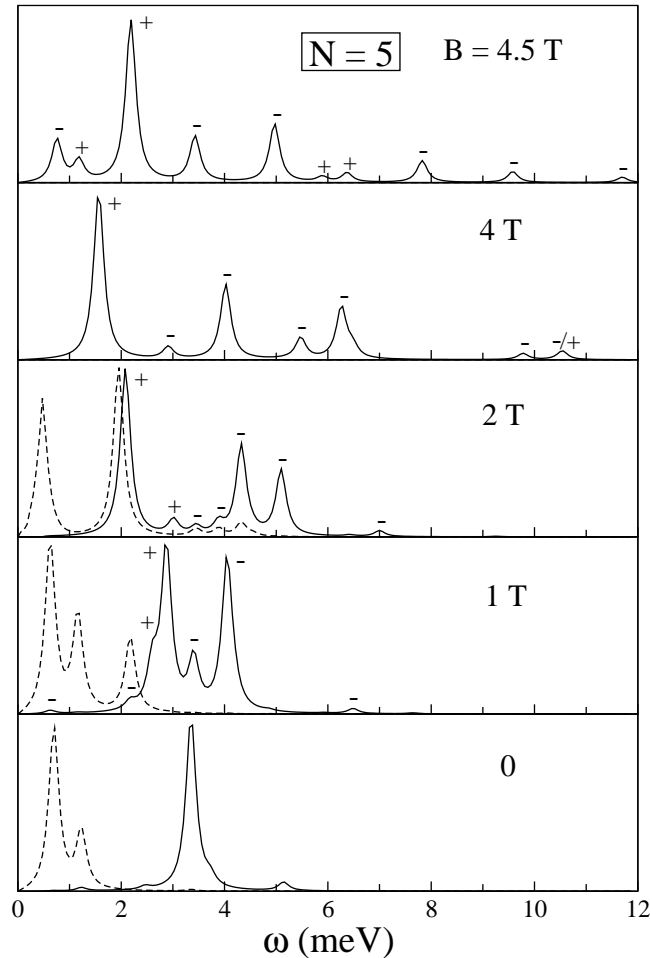 N = 5 B = 4.5 T
+
- + - - + + - - -
4 T
+ - - - - - -/+
2 T
+ + - - - - -
1 T
+ -
+ -
- - -
0
0 2 4 6 8 10 12
ω (meV)